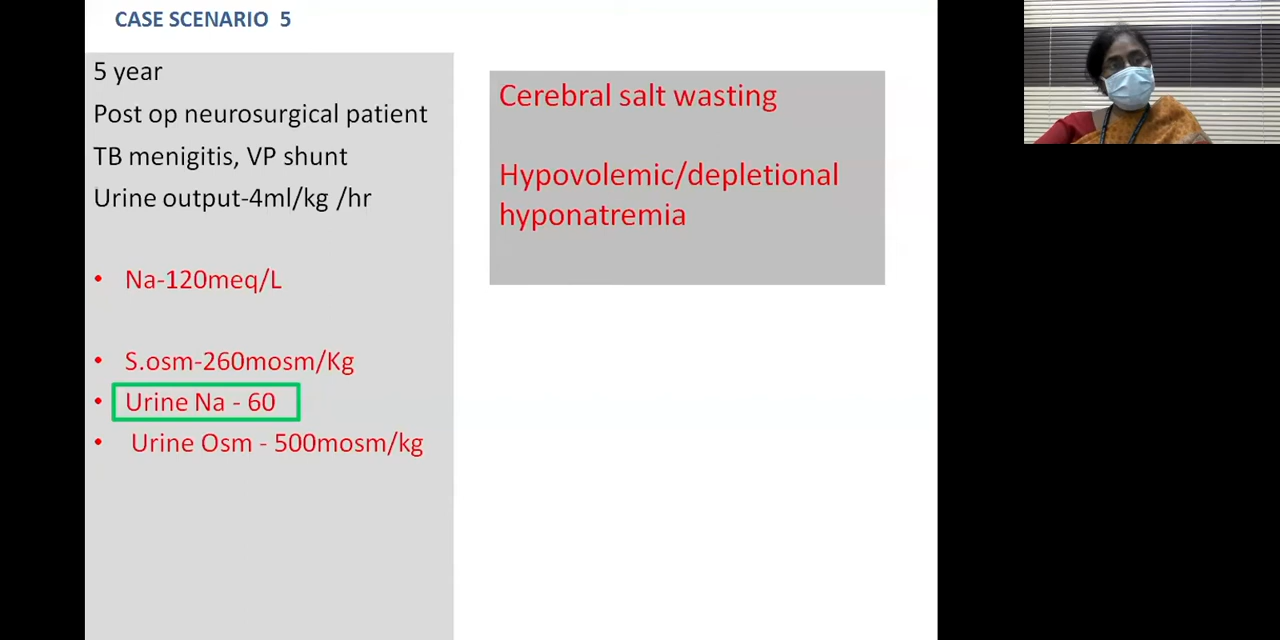 CASE SCENARIO 5
5 year
Post op neurosurgical patient
TB menigitis, VP shunt
Urine output-4ml/kg /hr
• Na-120meq/L
• S.osm-260mosm/Kg
• Urine Na - 60
• Urine Osm - 500mosm/kg
Cerebral salt wasting
Hypovolemic/depletional
hyponatremia